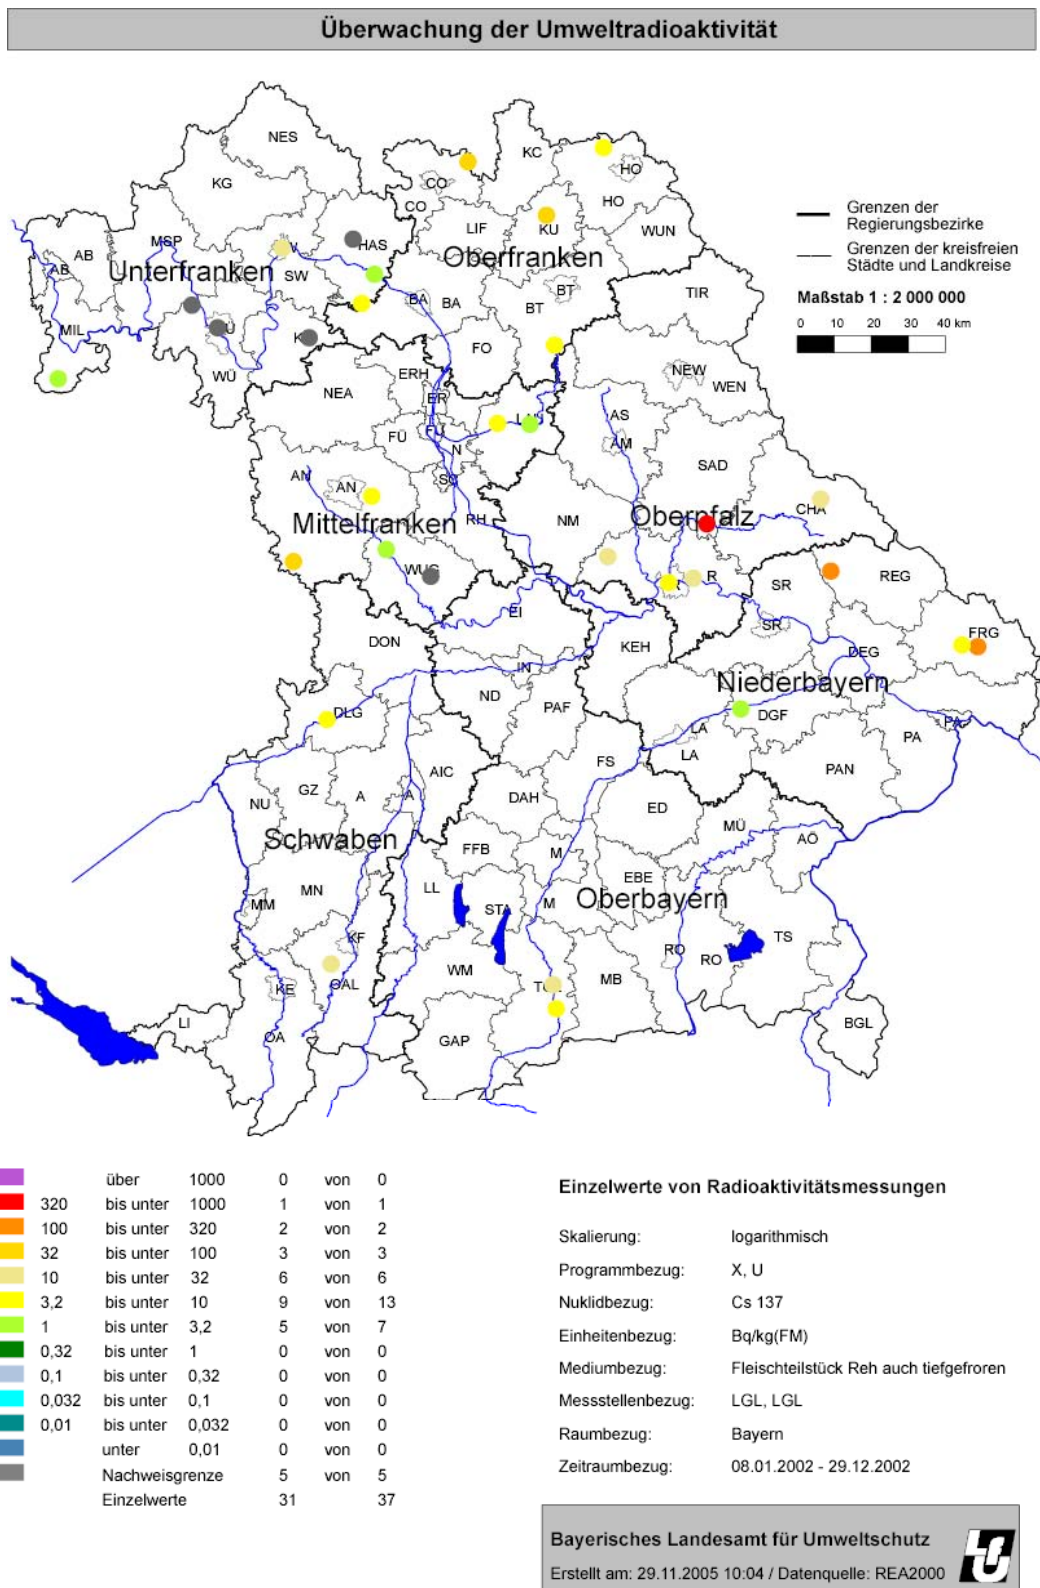 Überwachung der Umweltradioaktivität
NES
KC
HO
KG
CO
CO
HO
LIF
KU
WUN
MSP
HAS
AB
AB
Unterfranken
SW
Oberfranken
BT
TIR
BA
BA
BT
MIL
FO
WÜ
ERH
NEA
ER
NEW
WEN
FÜ
N
AS
AM
SAD
AN
AN
SC
CHA
Mittelfranken
RH
NM
Oberpfalz
R
SR
REG
EI
SR
FRG
DON
KEH
DEG
IN
ND
Niederbayern
DLG
PAF
DGF
PA
PA
LA
LA
FS
PAN
AIC
GZ
A
A
NU
DAH
ED
MÜ
AÖ
Schwaben
FFB
M
EBE
MN
LL
MM
STA
M
Oberbayern
KF
TS
RO
RO
WM
MB
OAL
KE
LI
OA
GAP
BGL
Grenzen der
Regierungsbezirke
Grenzen der kreisfreien
Städte und Landkreise
Maßstab 1 : 2 000 000
0 10 20 30 40 km
über 1000 0 von 0
320 bis unter 1000 1 von 1
100 bis unter 320 2 von 2
32 bis unter 100 3 von 3
10 bis unter 32 6 von 6
3,2 bis unter 10 9 von 13
1 bis unter 3,2 5 von 7
0,32 bis unter 1 0 von 0
0,1 bis unter 0,32 0 von 0
0,032 bis unter 0,1 0 von 0
0,01 bis unter 0,032 0 von 0
unter 0,01 0 von 0
Nachweisgrenze 5 von 5
Einzelwerte 31 37
Einzelwerte von Radioaktivitätsmessungen
Skalierung: logarithmisch
Programmbezug: X, U
Nuklidbezug: Cs 137
Einheitenbezug: Bq/kg(FM)
Mediumbezug: Fleischteilstück Reh auch tiefgefroren
Messstellenbezug: LGL, LGL
Raumbezug: Bayern
Zeitraumbezug: 08.01.2002 - 29.12.2002
Bayerisches Landesamt für Umweltschutz
Erstellt am: 29.11.2005 10:04 / Datenquelle: REA2000